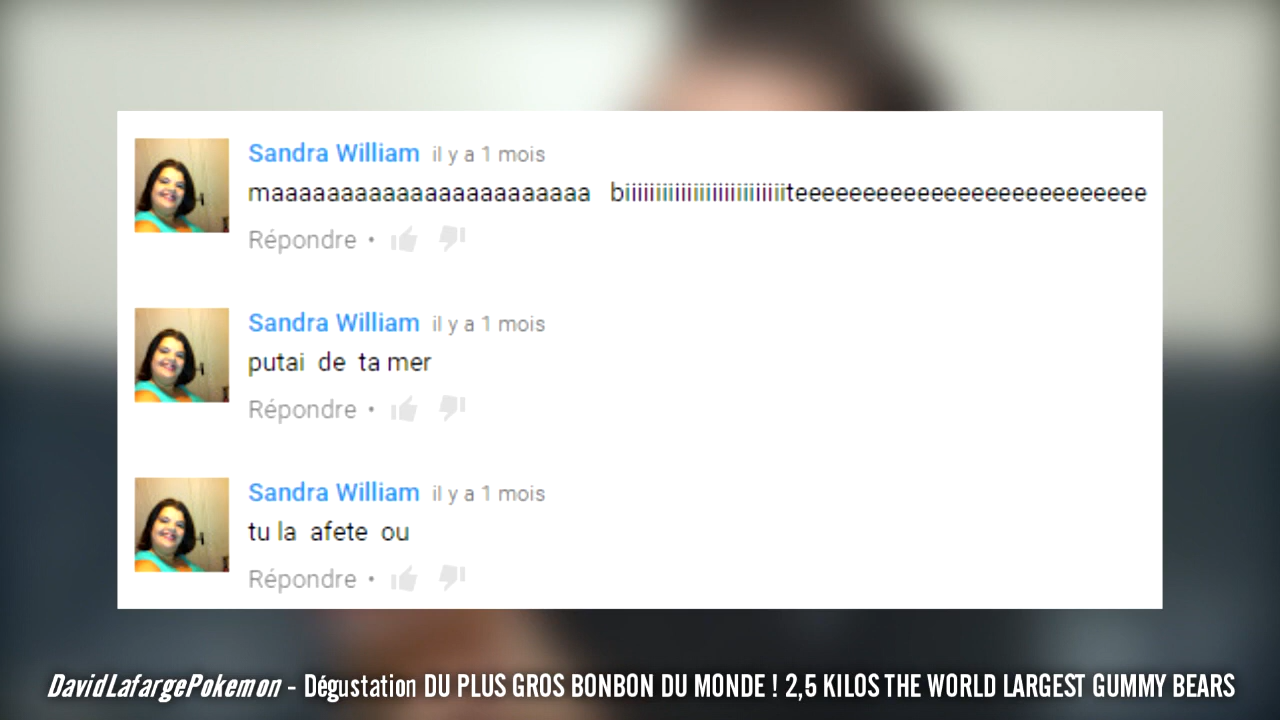 Sandra William il y a 1 mois
maaaaaaaaaaaaaaaaaaaaaaaa biiiiiiiiiiiiiiiiiiiiiiiiiiiteeeeeeeeeeeeeeeeeeeeeeeeee
Répondre •
Sandra William il y a 1 mois
putai de ta mer
Répondre •
Sandra William il y a 1 mois
tu la afete ou
Répondre •
DavidLafargePokemon - Dégustation DU PLUS GROS BONBON DU MONDE ! 2,5 KILOS THE WORLD LARGEST GUMMY BEARS